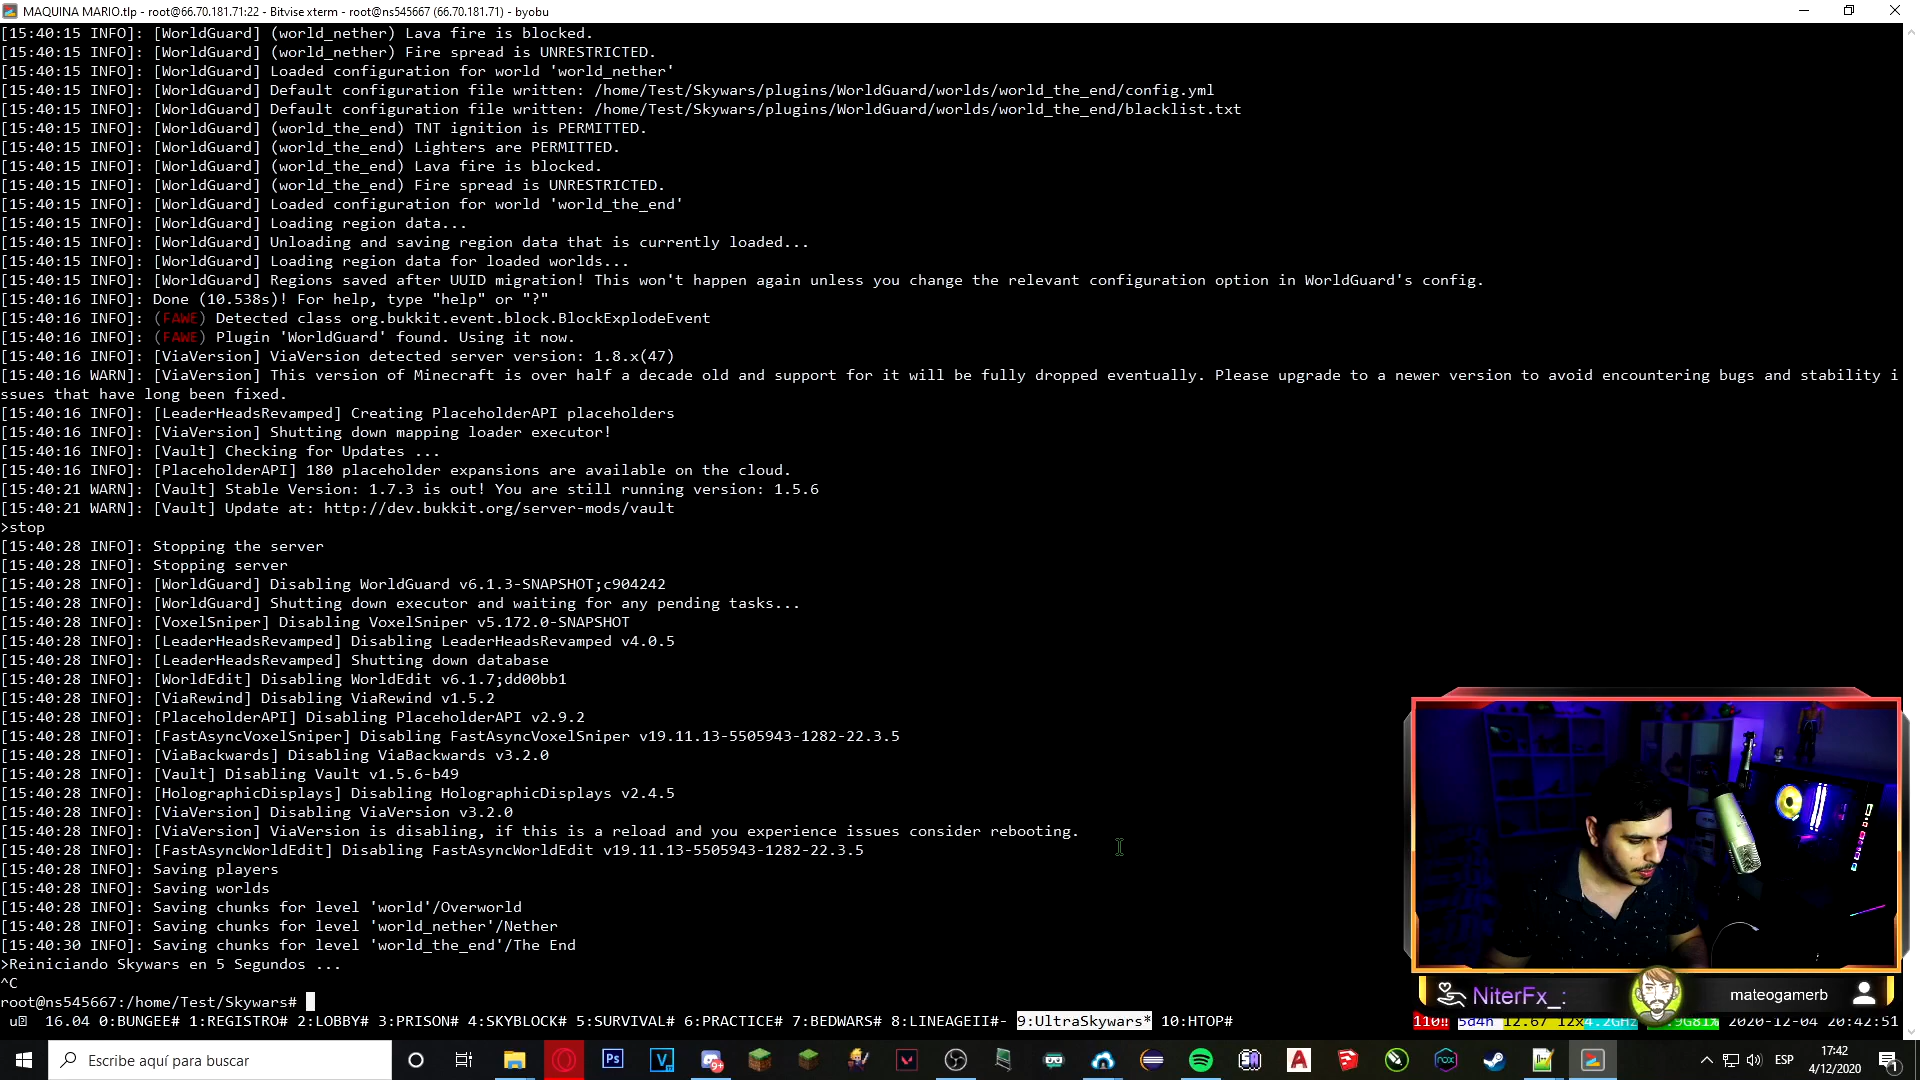 MAQUINA MARIO.tlp - root@66.70.181.71:22 - Bitvise xterm - root@ns545667 (66.70.181.71) - byobu
[15:40:15 INFO]: [WorldGuard] (world_nether) Lava fire is blocked.
[15:40:15 INFO]: [WorldGuard] (world_nether) Fire spread is UNRESTRICTED.
[15:40:15 INFO]: [WorldGuard] Loaded configuration for world 'world_nether'
[15:40:15 INFO]: [WorldGuard] Default configuration file written: /home/Test/Skywars/plugins/WorldGuard/worlds/world_the_end/config.yml
[15:40:15 INFO]: [WorldGuard] Default configuration file written: /home/Test/Skywars/plugins/WorldGuard/worlds/world_the_end/blacklist.txt
[15:40:15 INFO]: [WorldGuard] (world_the_end) TNT ignition is PERMITTED.
[15:40:15 INFO]: [WorldGuard] (world_the_end) Lighters are PERMITTED.
[15:40:15 INFO]: [WorldGuard] (world_the_end) Lava fire is blocked.
[15:40:15 INFO]: [WorldGuard] (world_the_end) Fire spread is UNRESTRICTED.
[15:40:15 INFO]: [WorldGuard] Loaded configuration for world 'world_the_end'
[15:40:15 INFO]: [WorldGuard] Loading region data...
[15:40:15 INFO]: [WorldGuard] Unloading and saving region data that is currently loaded...
[15:40:15 INFO]: [WorldGuard] Loading region data for loaded worlds...
[15:40:15 INFO]: [WorldGuard] Regions saved after UUID migration! This won't happen again unless you change the relevant configuration option in WorldGuard's config.
[15:40:16 INFO]: Done (10.538s)! For help, type "help" or "?"
[15:40:16 INFO]: (FAWE) Detected class org.bukkit.event.block.BlockExplodeEvent
[15:40:16 INFO]: (FAWE) Plugin 'WorldGuard' found. Using it now.
[15:40:16 INFO]: [ViaVersion] ViaVersion detected server version: 1.8.x(47)
[15:40:16 WARN]: [ViaVersion] This version of Minecraft is over half a decade old and support for it will be fully dropped eventually. Please upgrade to a newer version to avoid encountering bugs and stability i
ssues that have long been fixed.
[15:40:16 INFO]: [LeaderHeadsRevamped] Creating PlaceholderAPI placeholders
[15:40:16 INFO]: [ViaVersion] Shutting down mapping loader executor!
[15:40:16 INFO]: [Vault] Checking for Updates ...
[15:40:16 INFO]: [PlaceholderAPI] 180 placeholder expansions are available on the cloud.
[15:40:21 WARN]: [Vault] Stable Version: 1.7.3 is out! You are still running version: 1.5.6
[15:40:21 WARN]: [Vault] Update at: http://dev.bukkit.org/server-mods/vault
>stop
[15:40:28 INFO]: Stopping the server
[15:40:28 INFO]: Stopping server
[15:40:28 INFO]: [WorldGuard] Disabling WorldGuard v6.1.3-SNAPSHOT;c904242
[15:40:28 INFO]: [WorldGuard] Shutting down executor and waiting for any pending tasks...
[15:40:28 INFO]: [VoxelSniper] Disabling VoxelSniper v5.172.0-SNAPSHOT
[15:40:28 INFO]: [LeaderHeadsRevamped] Disabling LeaderHeadsRevamped v4.0.5
[15:40:28 INFO]: [LeaderHeadsRevamped] Shutting down database
[15:40:28 INFO]: [WorldEdit] Disabling WorldEdit v6.1.7;dd00bb1
[15:40:28 INFO]: [ViaRewind] Disabling ViaRewind v1.5.2
[15:40:28 INFO]: [PlaceholderAPI] Disabling PlaceholderAPI v2.9.2
[15:40:28 INFO]: [FastAsyncVoxelSniper] Disabling FastAsyncVoxelSniper v19.11.13-5505943-1282-22.3.5
[15:40:28 INFO]: [ViaBackwards] Disabling ViaBackwards v3.2.0
[15:40:28 INFO]: [Vault] Disabling Vault v1.5.6-b49
[15:40:28 INFO]: [HolographicDisplays] Disabling HolographicDisplays v2.4.5
[15:40:28 INFO]: [ViaVersion] Disabling ViaVersion v3.2.0
[15:40:28 INFO]: [ViaVersion] ViaVersion is disabling, if this is a reload and you experience issues consider rebooting.
[15:40:28 INFO]: [FastAsyncWorldEdit] Disabling FastAsyncWorldEdit v19.11.13-5505943-1282-22.3.5
[15:40:28 INFO]: Saving players
[15:40:28 INFO]: Saving worlds
[15:40:28 INFO]: Saving chunks for level 'world'/Overworld
[15:40:28 INFO]: Saving chunks for level 'world_nether'/Nether
[15:40:30 INFO]: Saving chunks for level 'world_the_end'/The End
>Reiniciando Skywars en 5 Segundos ...
^C
root@ns545667:/home/Test/Skywars#
NiterFx_:
mateogamerb
u 16.04 0:BUNGEE# 1:REGISTRO# 2:LOBBY# 3:PRISON# 4:SKYBLOCK# 5:SURVIVAL# 6:PRACTICE# 7:BEDWARS# 8:LINEAGEII#- 9:UltraSkywars* 10:HTOP#
110!! 5d4h 12.67 12x4.2GHz 2020-12-04 20:42:51
Escribe aquí para buscar
Ps
ESP
17:42
4/12/2020